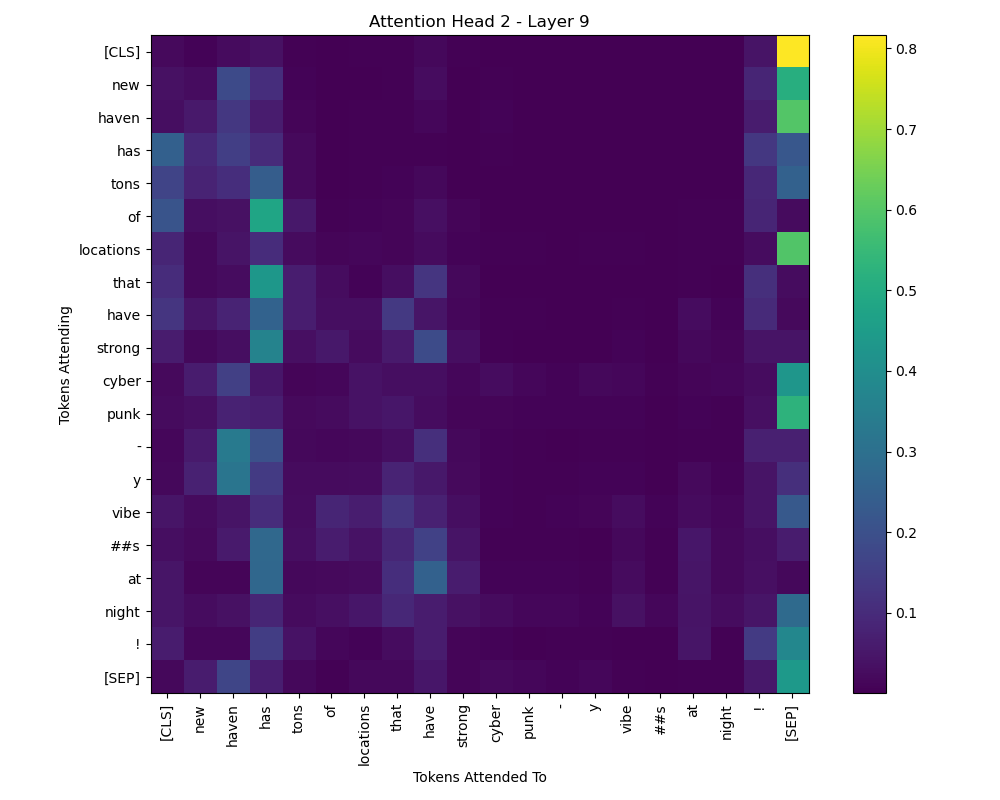 Attention Head 2 - Layer 9
Tokens Attending
[CLS]
new
haven
has
tons
of
locations
that
have
strong
cyber
punk
-
y
vibe
##s
at
night
!
[SEP]
[CLS]
new
haven
has
tons
of
locations
that
have
strong
cyber
punk
-
y
vibe
##s
at
night
!
[SEP]
Tokens Attended To
0.8
0.7
0.6
0.5
0.4
0.3
0.2
0.1